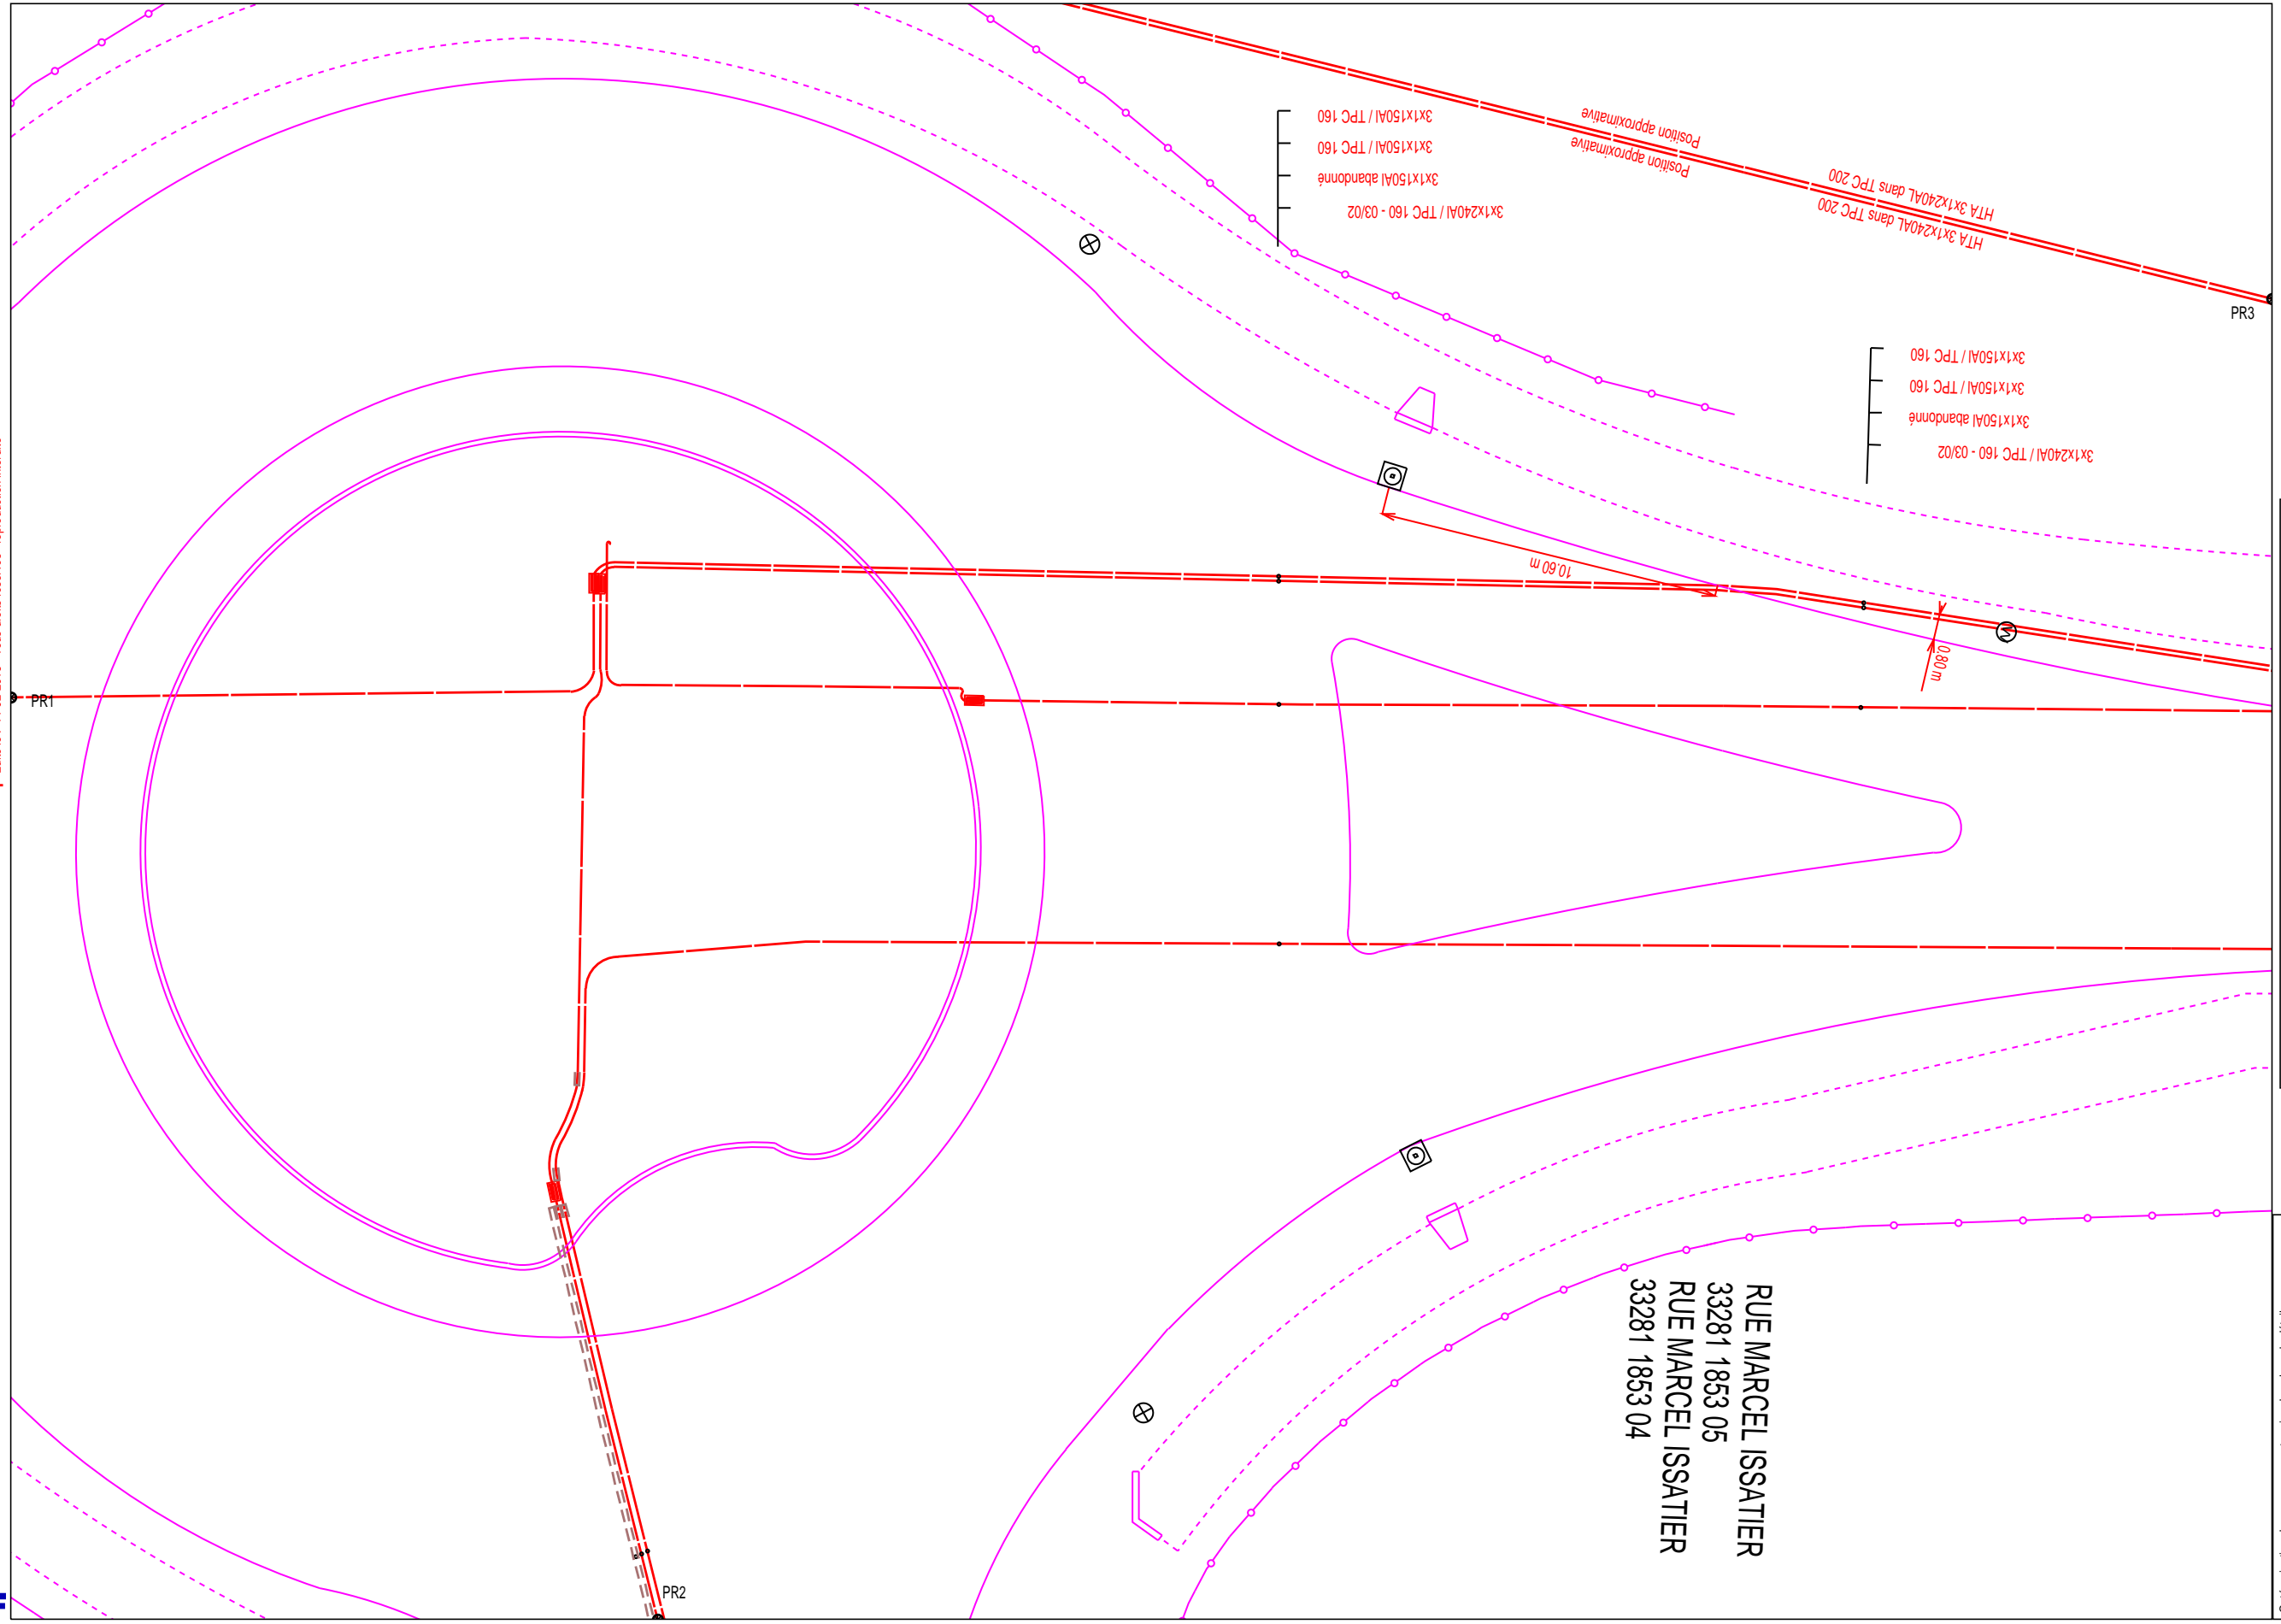 3x1x150Al / TPC 160
3x1x150Al / TPC 160
3x1x150Al abandonné
3x1x240Al / TPC 160 - 03/02
Position approximative
Position approximative
HTA 3x1x240AL dans TPC 200
HTA 3x1x240AL dans TPC 200
PR3
3x1x150Al / TPC 160
3x1x150Al / TPC 160
3x1x150Al abandonné
3x1x240Al / TPC 160 - 03/02
10.60 m
M
0.80 m
PR1
RUE MARCEL ISSATIER
33281 1853 05
RUE MARCEL ISSATIER
33281 1853 04
PR2